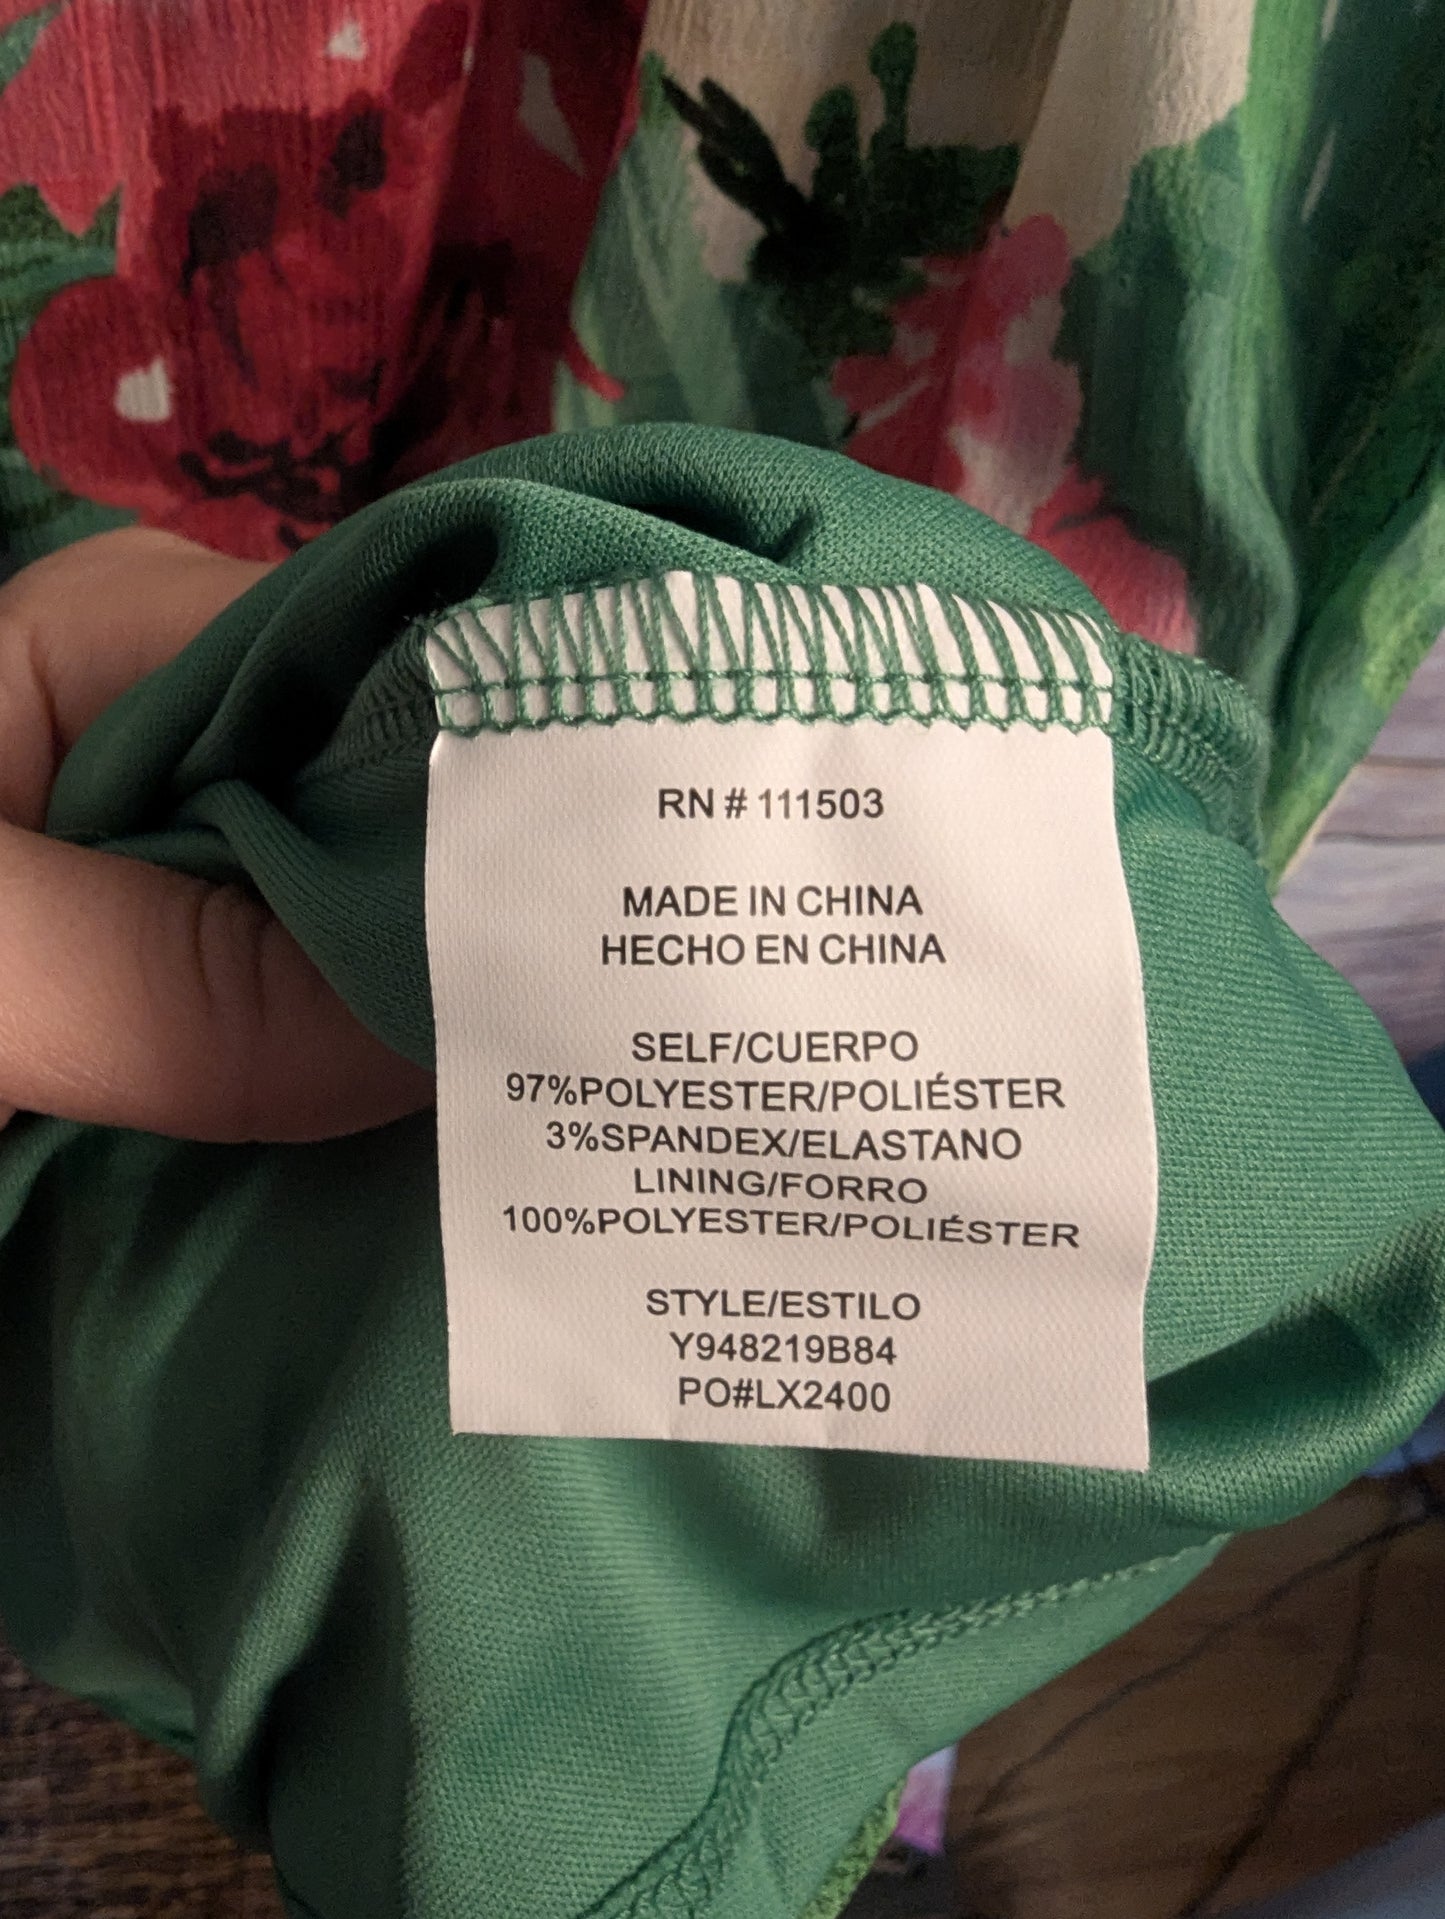 RN # 111503
MADE IN CHINA
HECHO EN CHINA
SELF/CUERPO
97%POLYESTER/POLIÉSTER
3%SPANDEX/ELASTANO
LINING/FORRO
100%POLYESTER/POLIÉSTER
STYLE/ESTILO
Y948219B84
PO#LX2400